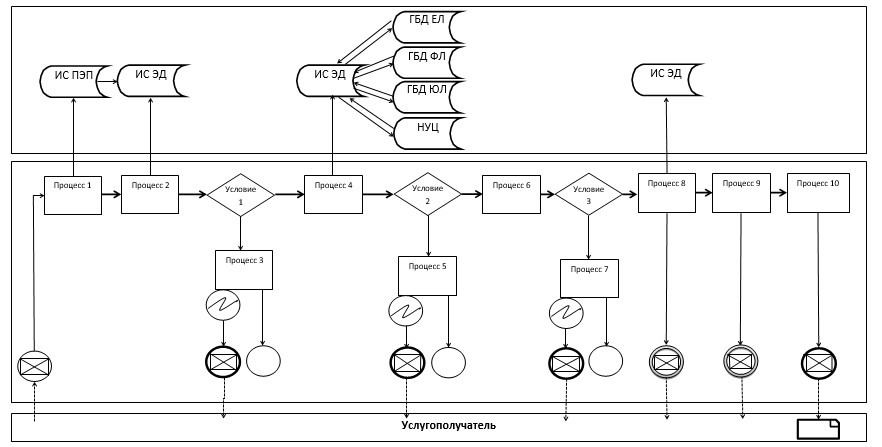 ГБД ЕЛ
ИС ПЭП
ИС ЭД
ИС ЭД
ГБД ФЛ
ИС ЭД
ГБД ЮЛ
НУЦ
Процесс 1
Процесс 2
Условие
1
Процесс 4
Условие
2
Процесс 6
Условие
3
Процесс 8
Процесс 9
Процесс 10
Процесс 3
Процесс 5
Процесс 7
Услугополучатель